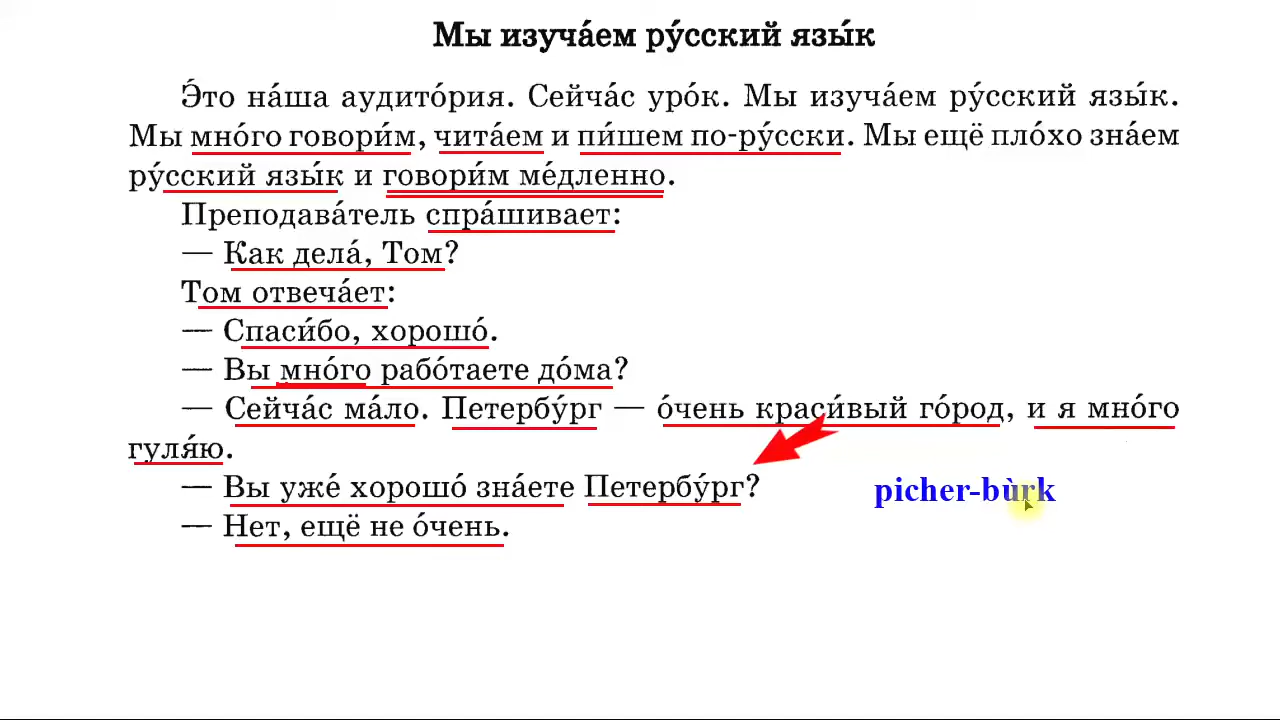 Мы изуча́ем ру́сский язы́к
Э́то на́ша аудито́рия. Сейча́с уро́к. Мы изуча́ем ру́сский язы́к.
Мы мно́го говори́м, чита́ем и пи́шем по-ру́сски. Мы ещё пло́хо зна́ем
ру́сский язы́к и говори́м ме́дленно.
Преподава́тель спра́шивает:
— Как дела́, Том?
Том отвеча́ет:
— Спаси́бо, хорошо́.
— Вы мно́го рабо́таете до́ма?
— Сейча́с ма́ло. Петербу́рг — о́чень краси́вый го́род, и я мно́го
гуля́ю.
— Вы уже́ хорошо́ зна́ете Петербу́рг?
picher-bùrk
— Нет, ещё не о́чень.